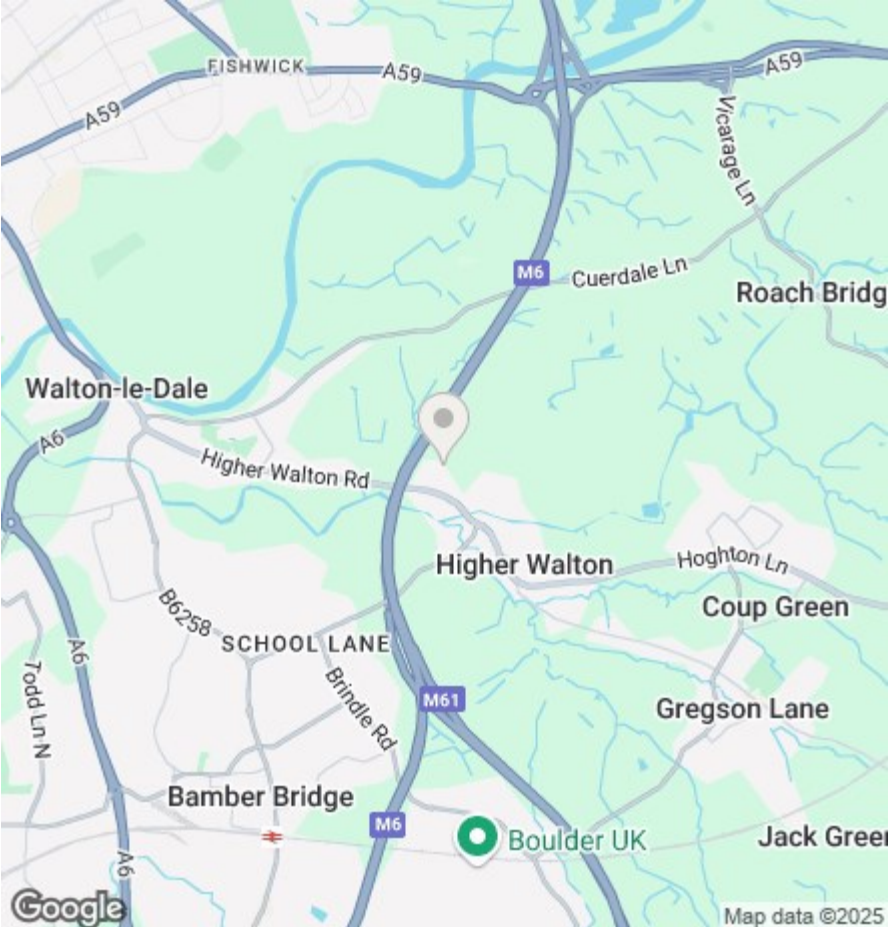 FISHWICK
A59
A59
A59
Vicarage Ln
M6
Cuerdale Ln
Roach Bridg
Walton-le-Dale
A6
Higher Walton Rd
Higher Walton
Hoghton Ln
Coup Green
B6258
SCHOOL LANE
A6
Todd Ln N
Brindle Rd
M61
Gregson Lane
Bamber Bridge
M6
Boulder UK
Jack Green
A6
Google
Map data ©2025